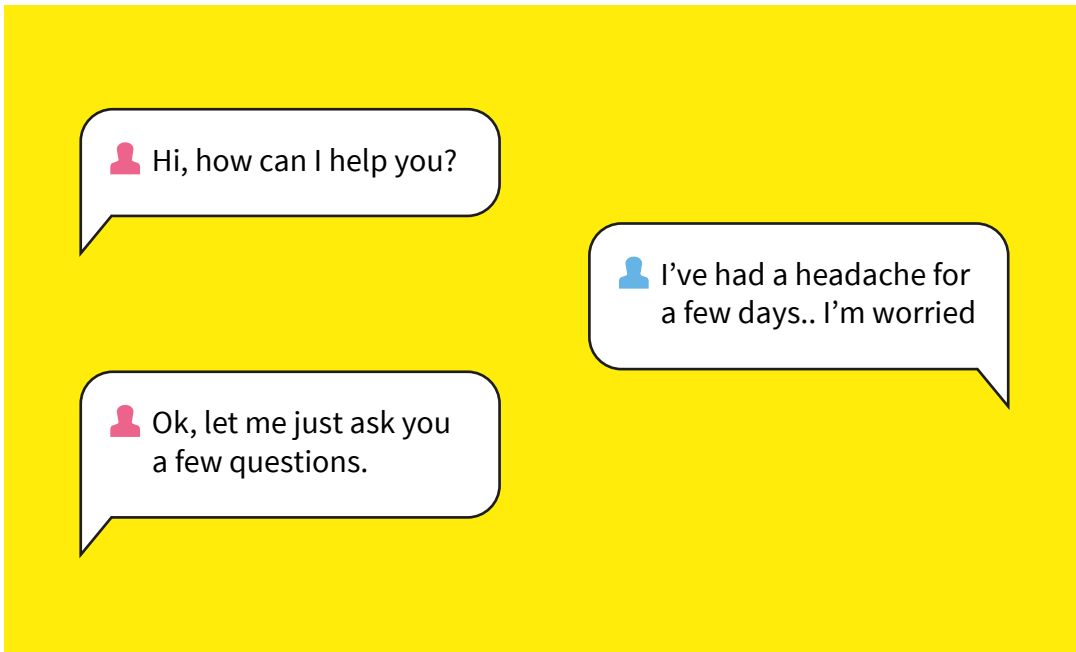 Hi, how can I help you?
I’ve had a headache for
a few days.. I’m worried
Ok, let me just ask you
a few questions.